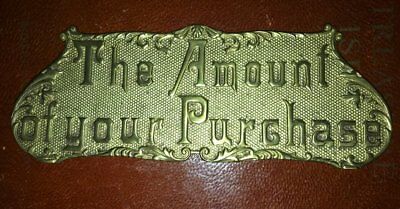 The Amount
of your Purchase